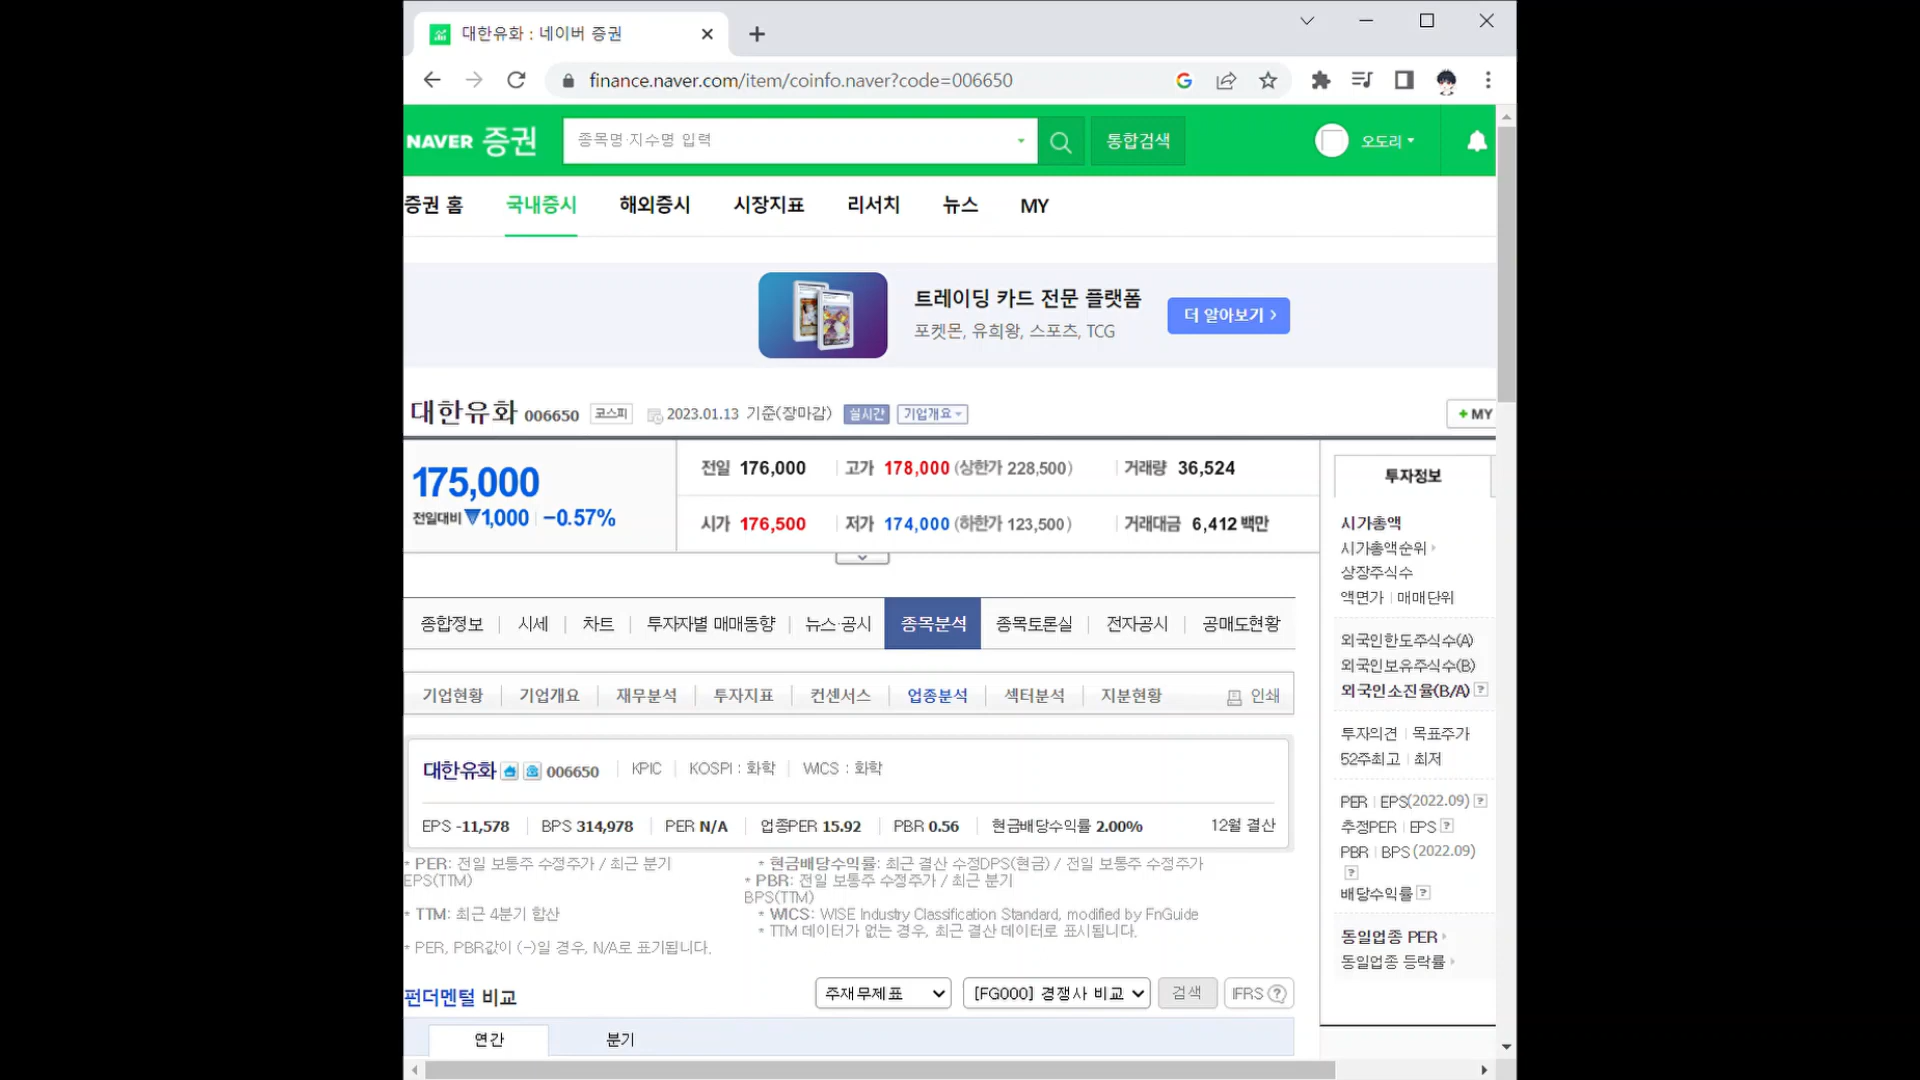 대한유화 : 네이버 증권
finance.naver.com/item/coinfo.naver?code=006650
NAVER 증권
종목명·지수명 입력
통합검색
오도리
증권 홈 국내증시 해외증시 시장지표 리서치 뉴스 MY
트레이딩 카드 전문 플랫폼
포켓몬, 유희왕, 스포츠, TCG
더 알아보기 >
대한유화 006650 코스피 2023.01.13 기준(장마감) 실시간 기업개요
+ MY
175,000
전일대비 ▼1,000 -0.57%
전일 176,000 고가 178,000 (상한가 228,500) 거래량 36,524
시가 176,500 저가 174,000 (하한가 123,500) 거래대금 6,412 백만
종합정보 시세 차트 투자자별 매매동향 뉴스·공시 종목분석 종목토론실 전자공시 공매도현황
기업현황 기업개요 재무분석 투자지표 컨센서스 업종분석 섹터분석 지분현황 인쇄
대한유화 006650 KPIC KOSPI : 화학 WICS : 화학
EPS -11,578 BPS 314,978 PER N/A 업종PER 15.92 PBR 0.56 현금배당수익률 2.00% 12월 결산
* PER: 전일 보통주 수정주가 / 최근 분기
EPS(TTM)
* TTM: 최근 4분기 합산
* PER, PBR값이 (-)일 경우, N/A로 표기됩니다.
* 현금배당수익률: 최근 결산 수정DPS(현금) / 전일 보통주 수정주가
* PBR: 전일 보통주 수정주가 / 최근 분기
BPS(TTM)
* WICS: WISE Industry Classification Standard, modified by FnGuide
* TTM 데이터가 없는 경우, 최근 결산 데이터로 표시됩니다.
펀더멘털 비교
주재무제표 [FG000] 경쟁사 비교 검색 IFRS ?
연간 분기
투자정보
시가총액
시가총액순위
상장주식수
액면가 | 매매단위
외국인한도주식수(A)
외국인보유주식수(B)
외국인소진율(B/A) ?
투자의견 | 목표주가
52주최고 | 최저
PER | EPS(2022.09) ?
추정PER | EPS ?
PBR | BPS (2022.09)
?
배당수익률 ?
동일업종 PER
동일업종 등락률